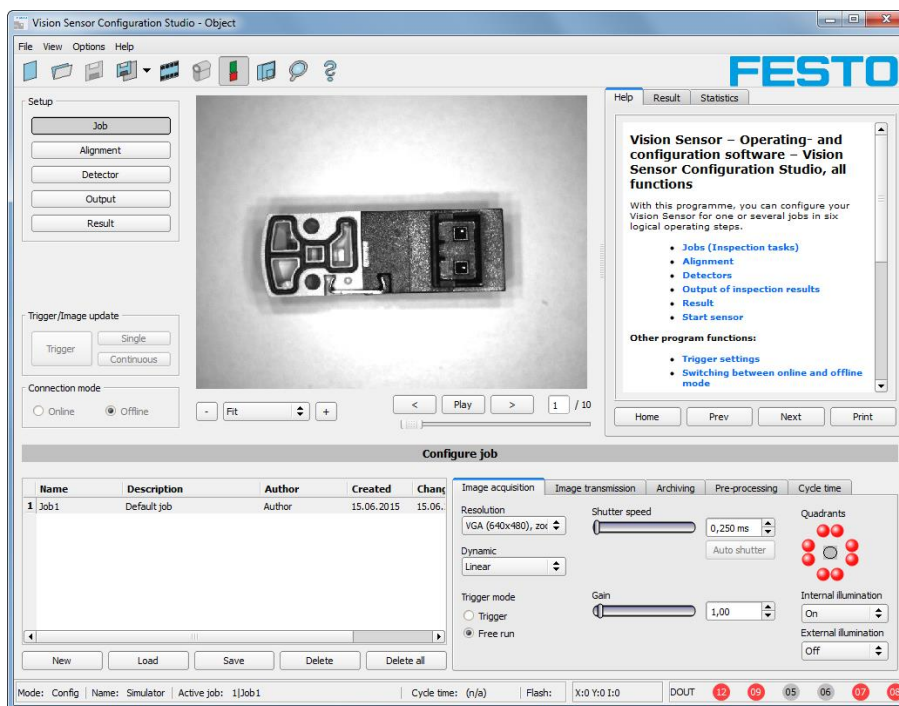 Vision Sensor Configuration Studio - Object
File View Options Help
FESTO
Setup
Job
Alignment
Detector
Output
Result
Trigger/Image update
Trigger
Single
Continuous
Connection mode
Online
Offline
-
Fit
+
<
Play
>
1 / 10
Help Result Statistics
Vision Sensor – Operating- and
configuration software – Vision
Sensor Configuration Studio, all
functions
With this programme, you can configure your
Vision Sensor for one or several jobs in six
logical operating steps.
• Jobs (Inspection tasks)
• Alignment
• Detectors
• Output of inspection results
• Result
• Start sensor
Other program functions:
• Trigger settings
• Switching between online and offline
mode
Home Prev Next Print
Configure job
Name Description Author Created Chang
1 Job1 Default job Author 15.06.2015 15.06.
New Load Save Delete Delete all
Image acquisition Image transmission Archiving Pre-processing Cycle time
Resolution
VGA (640x480), zoo
Dynamic
Linear
Trigger mode
Trigger
Free run
Shutter speed
0,250 ms
Auto shutter
Gain
1,00
Quadrants
Internal illumination
On
External illumination
Off
Mode: Config Name: Simulator Active job: 1|Job1 Cycle time: (n/a) Flash: X:0 Y:0 I:0 DOUT 12 09 05 06 07 08